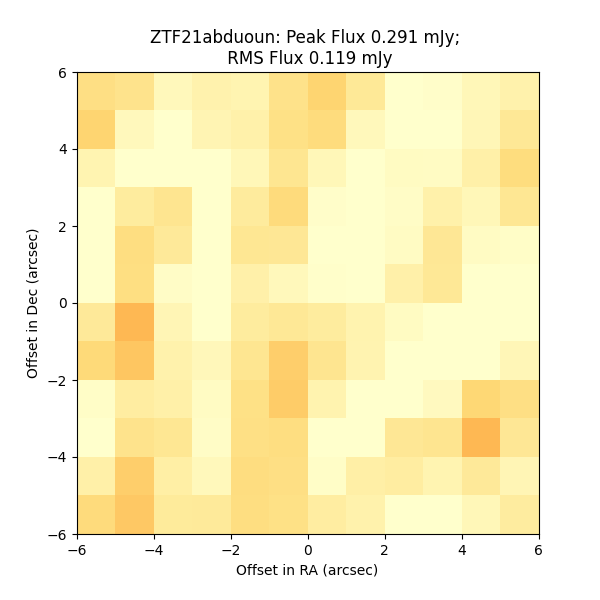 ZTF21abduoun: Peak Flux 0.291 mJy;
RMS Flux 0.119 mJy
6
4
2
0
−2
−4
−6
Offset in Dec (arcsec)
−6 −4 −2 0 2 4 6
Offset in RA (arcsec)